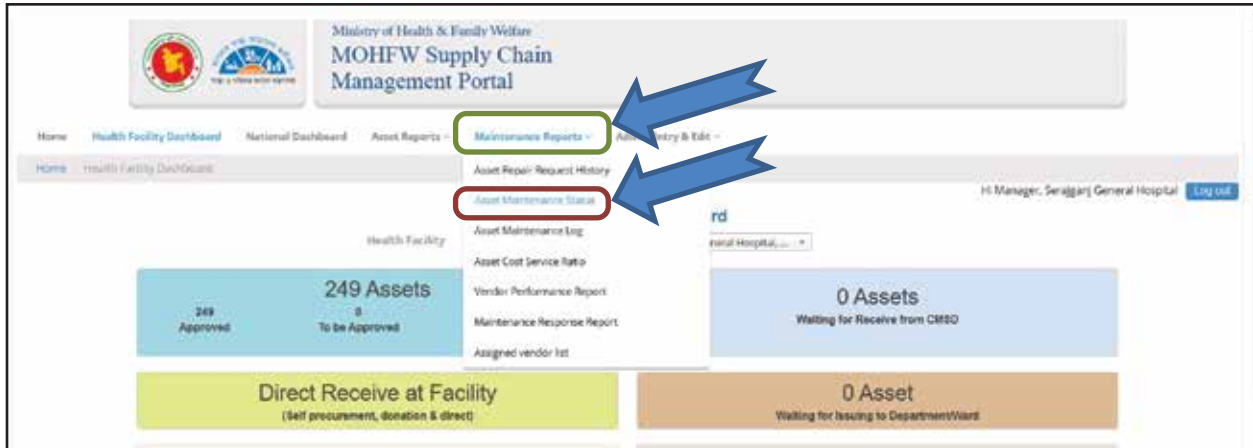 Ministry of Health & Family Welfare
MOHFW Supply Chain
Management Portal
Home Health Facility Dashboard National Dashboard Asset Reports Maintenance Reports Entry & Edit
Home Health Facility Dashboard
Asset Repair Request History
Hi Manager, Serajganj General Hospital Log out
Asset Maintenance Status
rd
Asset Maintenance Log
Health Facility
General Hospital, ...
Asset Cost Service Ratio
249 Assets
249
Approved
0
To be Approved
Vendor Performance Report
Maintenance Response Report
Assigned vendor list
0 Assets
Waiting for Receive from CMSD
Direct Receive at Facility
(Self procurement, donation & direct)
0 Asset
Waiting for Issuing to Department/Ward